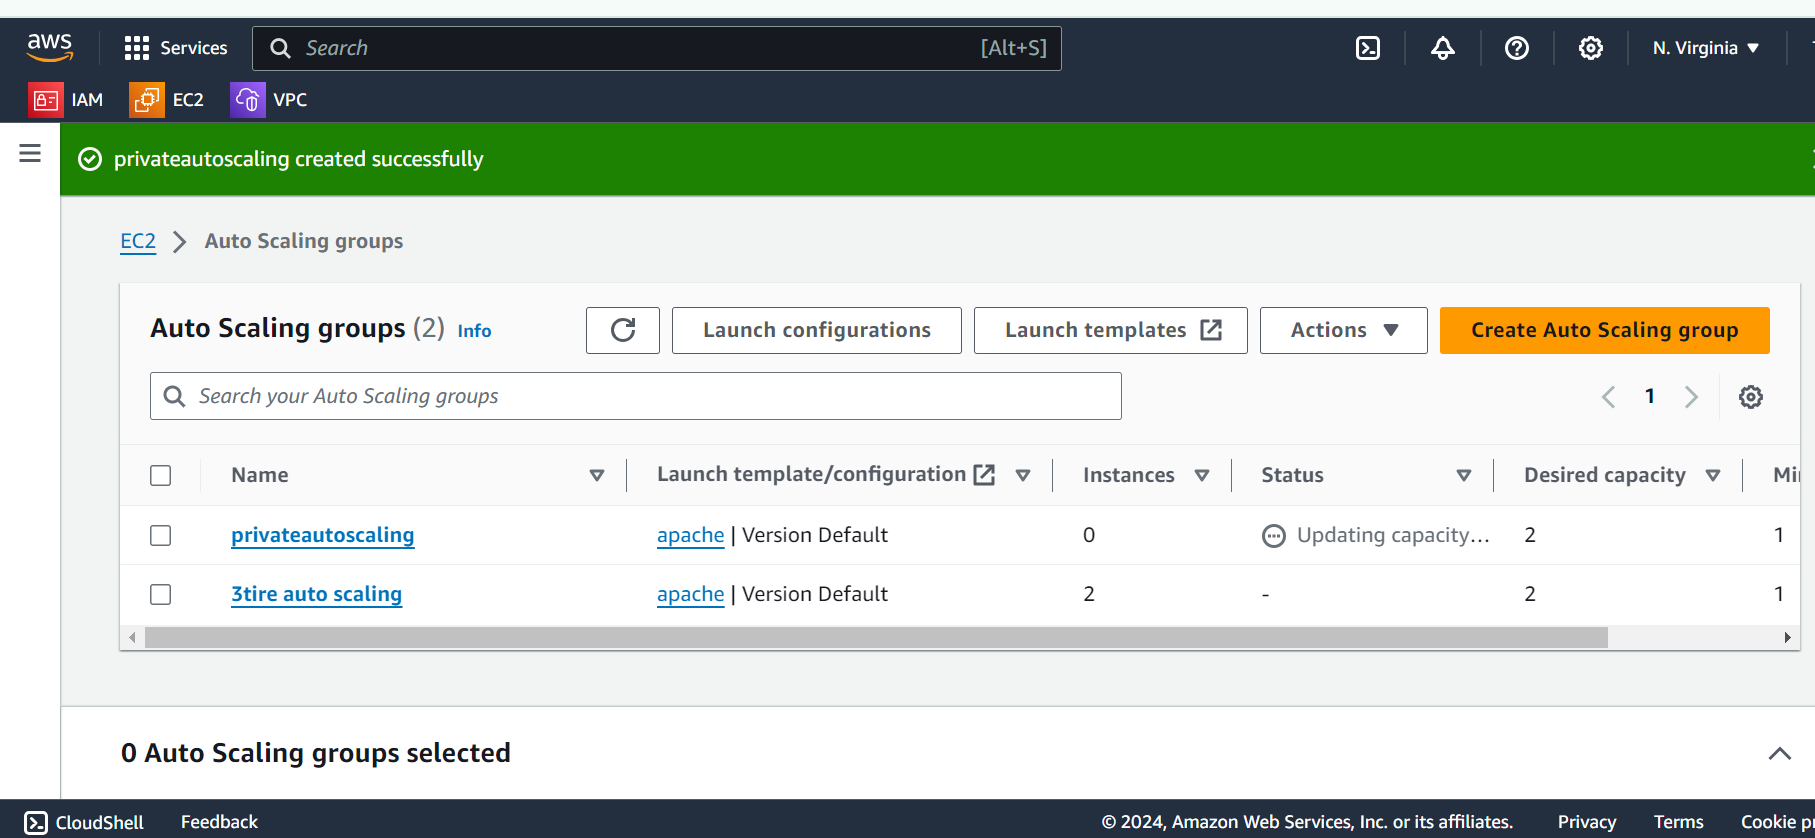 aws
Services
Search
[Alt+S]
N. Virginia
IAM
EC2
VPC
privateautoscaling created successfully
EC2
Auto Scaling groups
Auto Scaling groups (2) Info
Launch configurations
Launch templates
Actions
Create Auto Scaling group
Search your Auto Scaling groups
1
Name
Launch template/configuration
Instances
Status
Desired capacity
privateautoscaling
apache | Version Default
0
Updating capacity...
2
1
3tire auto scaling
apache | Version Default
2
-
2
1
0 Auto Scaling groups selected
CloudShell
Feedback
© 2024, Amazon Web Services, Inc. or its affiliates.
Privacy
Terms
Cookie